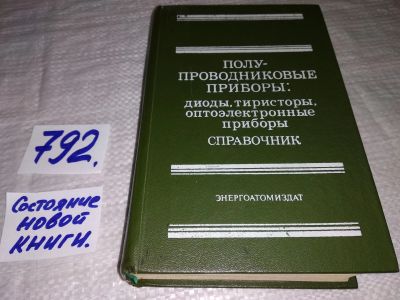 ПОЛУ-
ПРОВОДНИКОВЫЕ
ПРИБОРЫ:
диоды, тиристоры,
оптоэлектронные
приборы
СПРАВОЧНИК
ЭНЕРГОАТОМИЗДАТ
792.
Состояние
новой
книги.